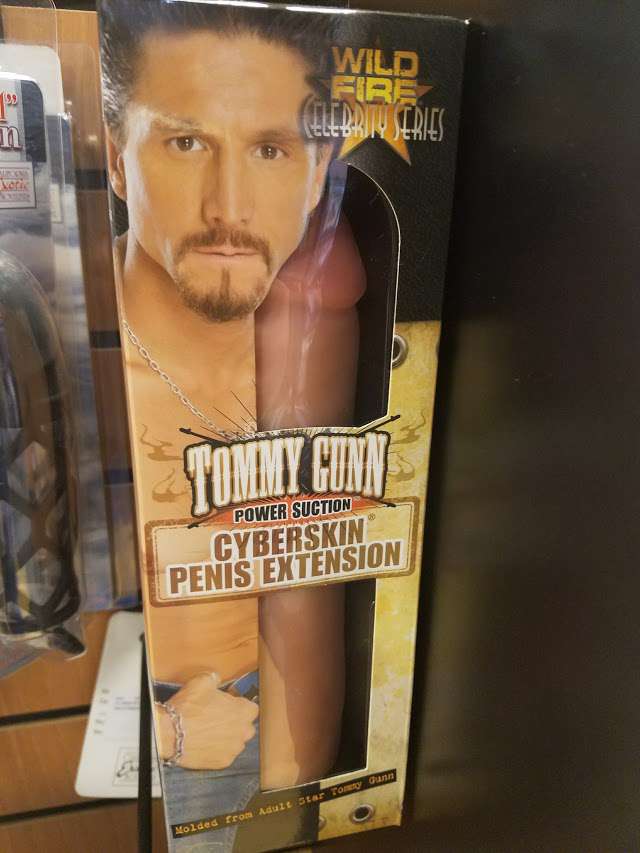 WILD
FIRE
CELEBRITY SERIES
TOMMY GUNN
POWER SUCTION
CYBERSKIN®
PENIS EXTENSION
Molded from Adult Star Tommy Gunn